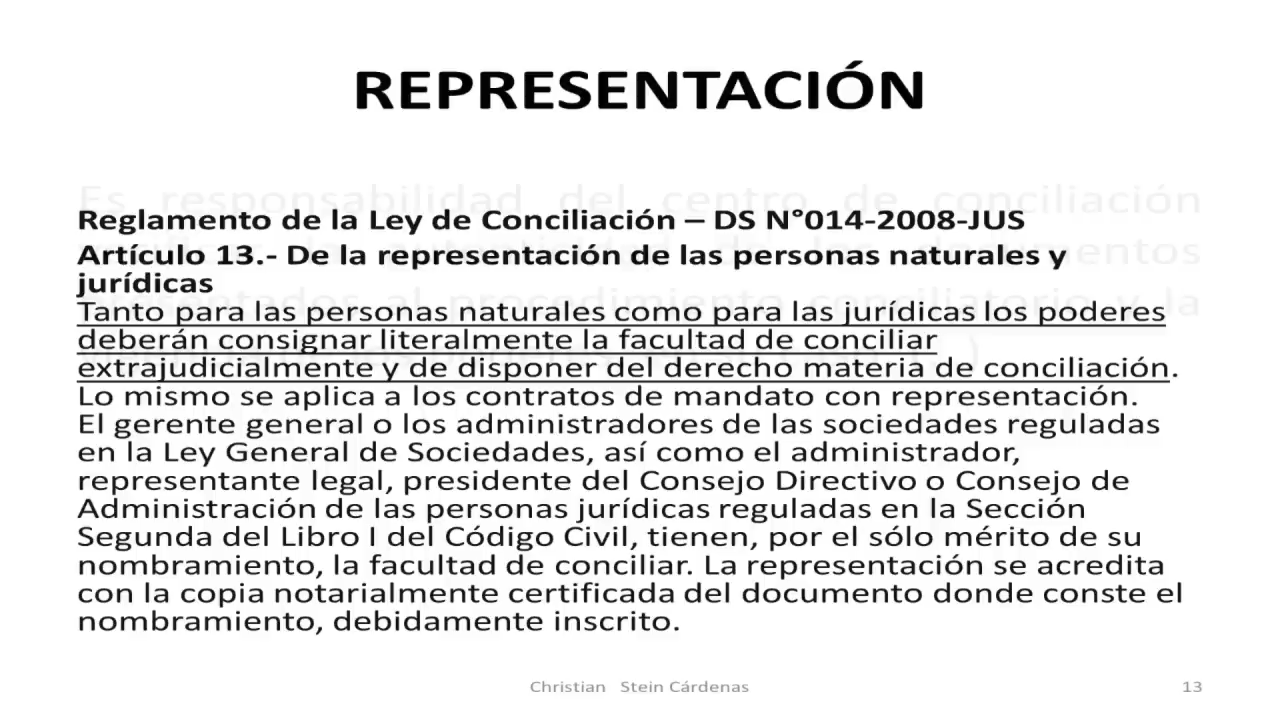 REPRESENTACIÓN
Es responsabilidad del centro de conciliación
Reglamento de la Ley de Conciliación – DS N°014-2008-JUS
Artículo 13.- De la representación de las personas naturales y
jurídicas
Tanto para las personas naturales como para las jurídicas los poderes
deberán consignar literalmente la facultad de conciliar
extrajudicialmente y de disponer del derecho materia de conciliación.
Lo mismo se aplica a los contratos de mandato con representación.
El gerente general o los administradores de las sociedades reguladas
en la Ley General de Sociedades, así como el administrador,
representante legal, presidente del Consejo Directivo o Consejo de
Administración de las personas jurídicas reguladas en la Sección
Segunda del Libro I del Código Civil, tienen, por el sólo mérito de su
nombramiento, la facultad de conciliar. La representación se acredita
con la copia notarialmente certificada del documento donde conste el
nombramiento, debidamente inscrito.
Christian Stein Cárdenas
13